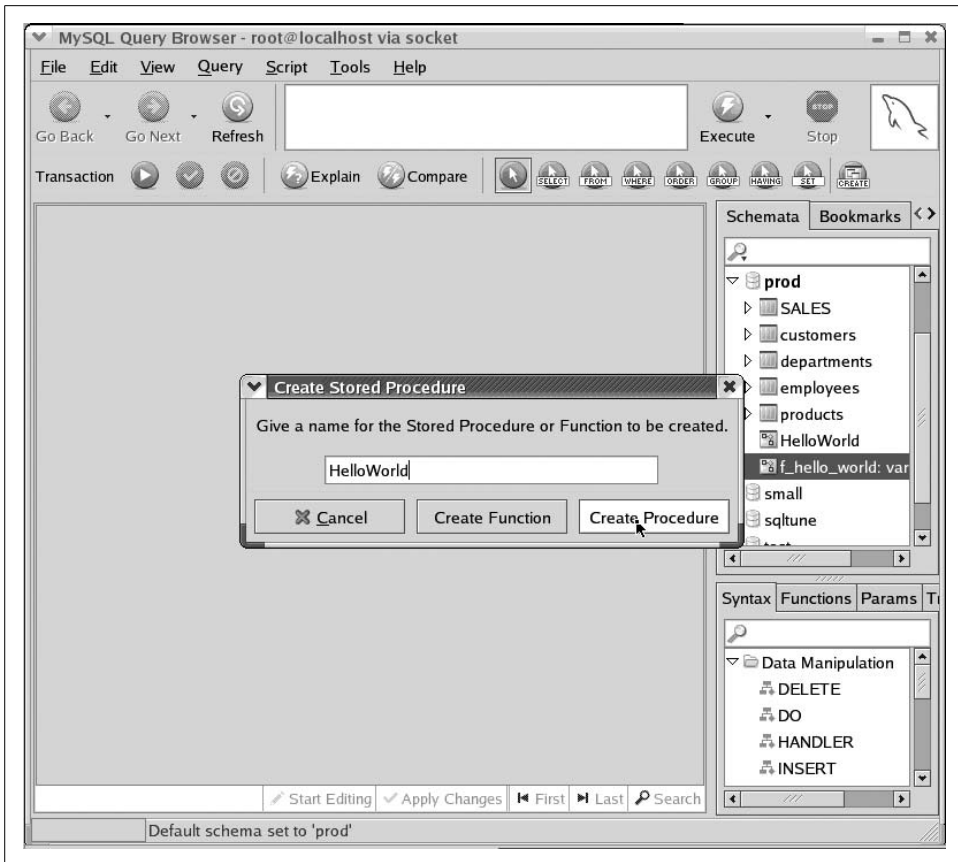 MySQL Query Browser - root@localhost via socket
File Edit View Query Script Tools Help
Go Back Go Next Refresh Execute STOP Stop
Transaction Explain Compare SELECT FROM WHERE ORDER GROUP HAVING SET CREATE
Schemata Bookmarks
prod
SALES
customers
departments
employees
products
HelloWorld
f_hello_world: var
small
sqltune
Create Stored Procedure
Give a name for the Stored Procedure or Function to be created.
HelloWorld
Cancel Create Function Create Procedure
Syntax Functions Params
Data Manipulation
DELETE
DO
HANDLER
INSERT
Start Editing Apply Changes First Last Search
Default schema set to 'prod'